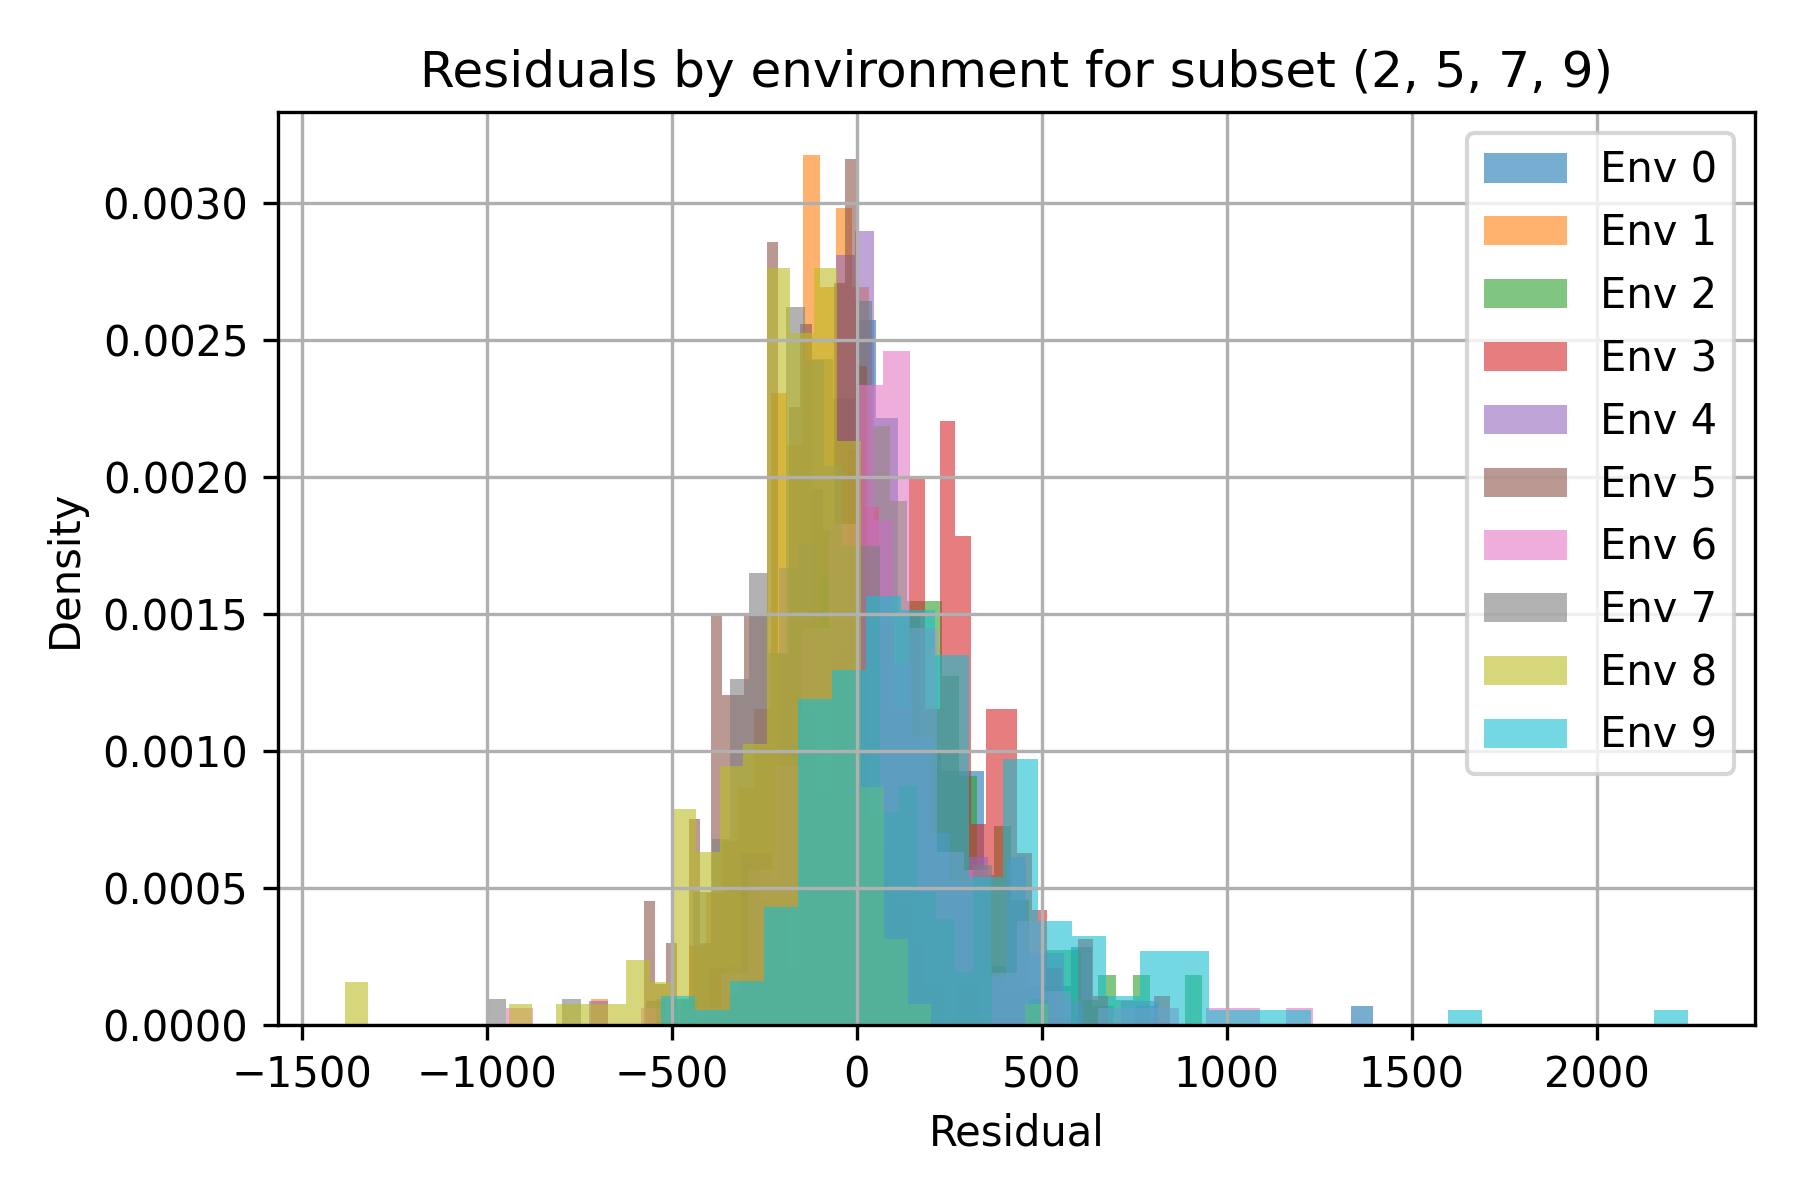 Residuals by environment for subset (2, 5, 7, 9)
Env 0
Env 1
Env 2
Env 3
Env 4
Env 5
Env 6
Env 7
Env 8
Env 9
Density
0.0030
0.0025
0.0020
0.0015
0.0010
0.0005
0.0000
−1500 −1000 −500 0 500 1000 1500 2000
Residual